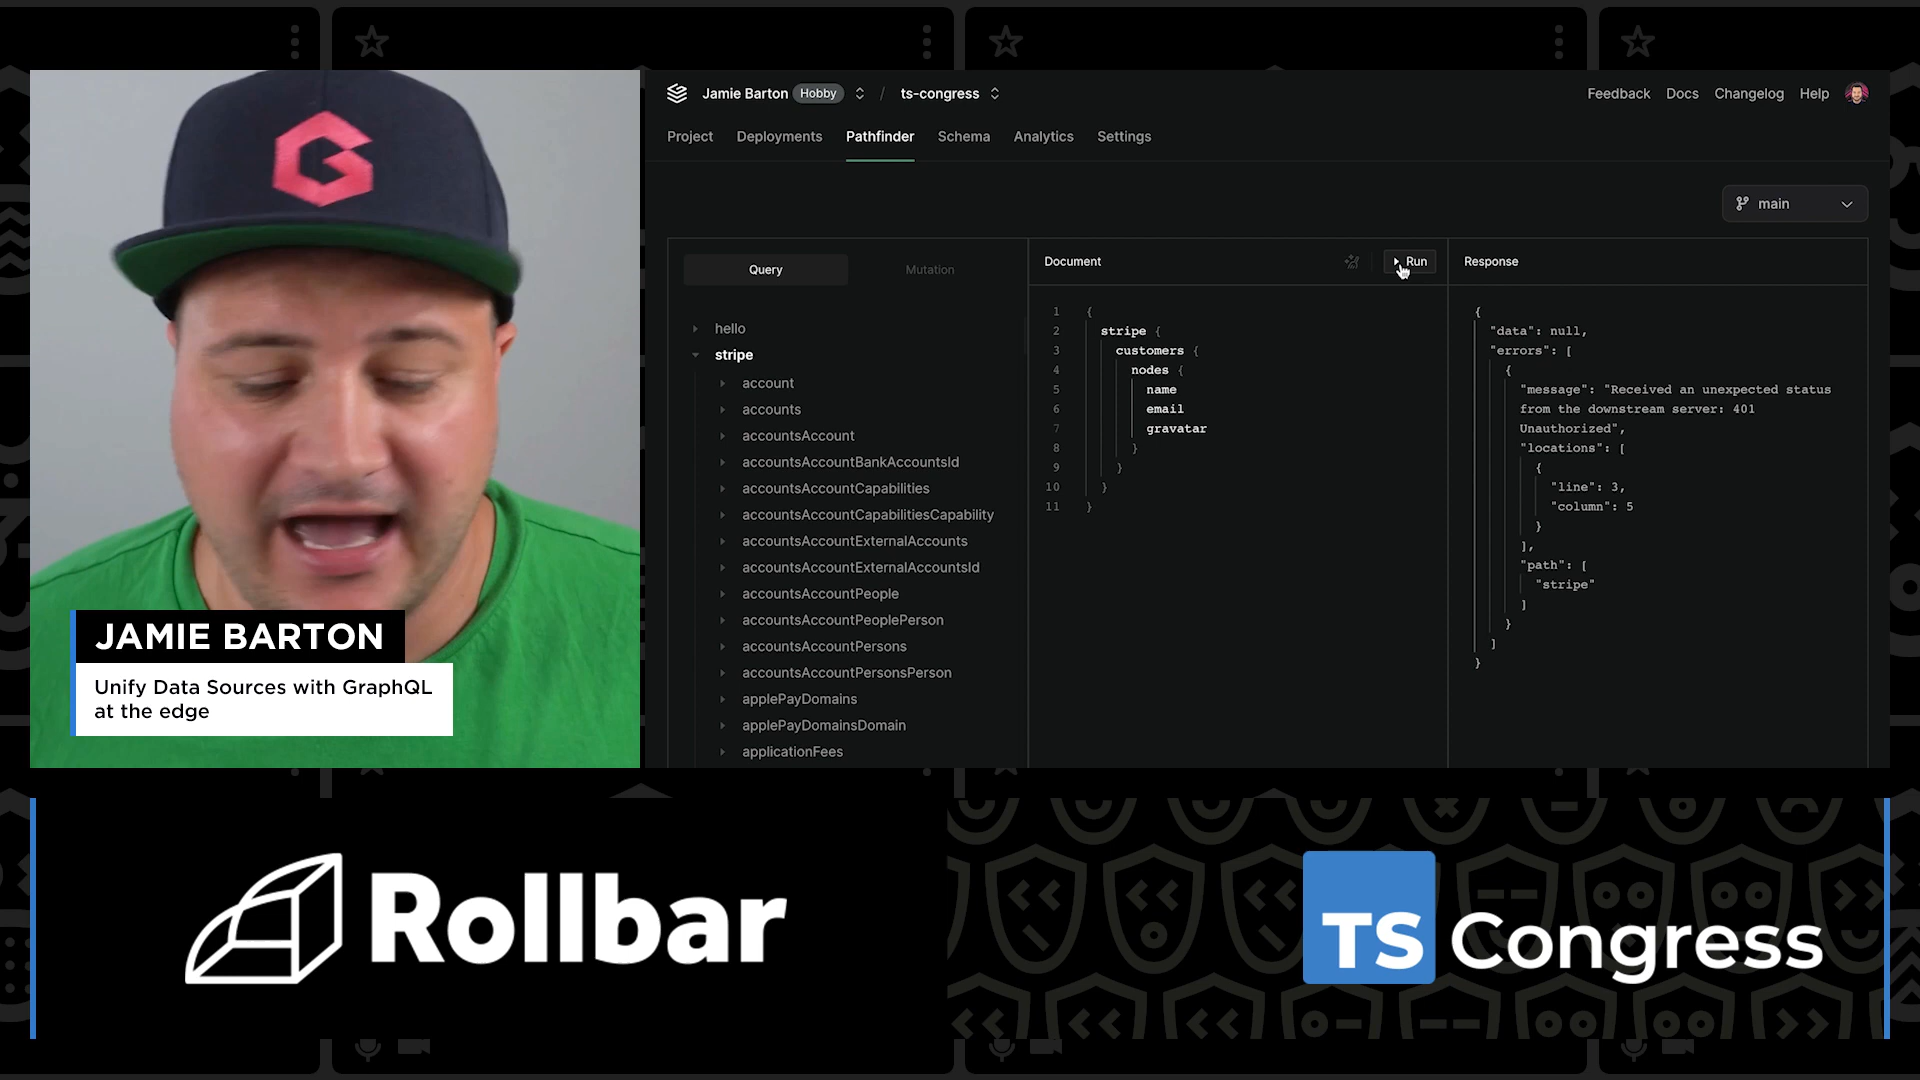 Jamie Barton Hobby / ts-congress
Feedback Docs Changelog Help
Project Deployments Pathfinder Schema Analytics Settings
main
Query Mutation
hello
stripe
account
accounts
accountsAccount
accountsAccountBankAccountsId
accountsAccountCapabilities
accountsAccountCapabilitiesCapability
accountsAccountExternalAccounts
accountsAccountExternalAccountsId
accountsAccountPeople
accountsAccountPeoplePerson
accountsAccountPersons
accountsAccountPersonsPerson
applePayDomains
applePayDomainsDomain
applicationFees
Document
Run
1 {
2 stripe {
3 customers {
4 nodes {
5 name
6 email
7 gravatar
8 }
9 }
10 }
11 }
Response
{
"data": null,
"errors": [
{
"message": "Received an unexpected status
from the downstream server: 401
Unauthorized",
"locations": [
{
"line": 3,
"column": 5
}
],
"path": [
"stripe"
]
}
]
}
JAMIE BARTON
Unify Data Sources with GraphQL
at the edge
Rollbar
TS Congress